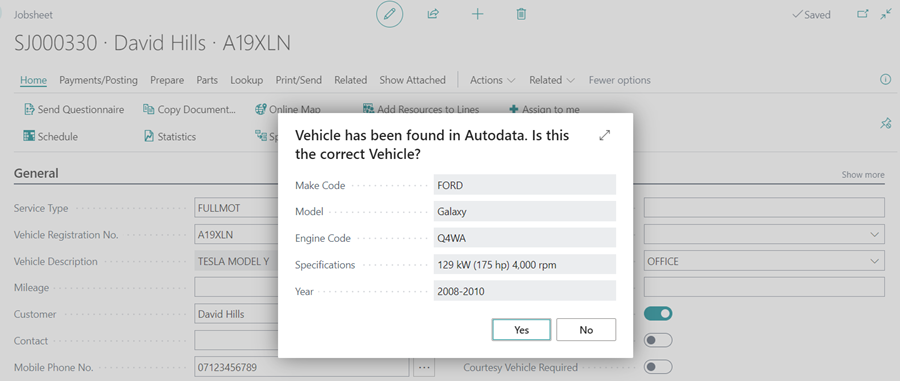 Jobsheet
Saved
SJ000330 · David Hills · A19XLN
Home Payments/Posting Prepare Parts Lookup Print/Send Related Show Attached Actions Related Fewer options
Send Questionnaire Copy Document... Online Map Add Resources to Lines Assign to me
Schedule Statistics
Vehicle has been found in Autodata. Is this
the correct Vehicle?
General Show more
Make Code FORD
Model Galaxy
Engine Code Q4WA
Specifications 129 kW (175 hp) 4,000 rpm
Year 2008-2010
Yes No
Service Type FULLMOT
Vehicle Registration No. A19XLN
Vehicle Description TESLA MODEL Y OFFICE
Mileage
Customer David Hills
Contact
Mobile Phone No. 07123456789 ... Courtesy Vehicle Required